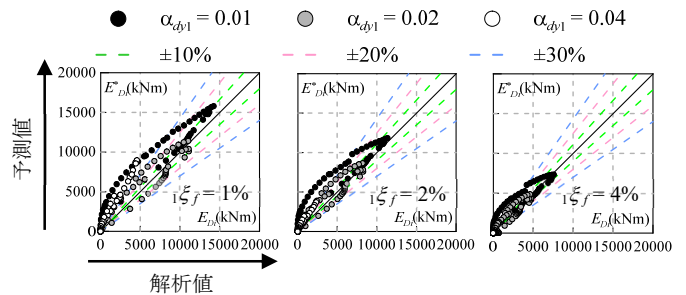 α_dy1 = 0.01 α_dy1 = 0.02 α_dy1 = 0.04
±10% ±20% ±30%
予測値
20000
15000
10000
5000
0
E*_Di(kNm) E*_Di(kNm) E*_Di(kNm)
₁ξ_f = 1% ₁ξ_f = 2% ₁ξ_f = 4%
E_Di(kNm) E_Di(kNm) E_Di(kNm)
0 5000 10000 15000 20000 0 5000 10000 15000 20000 0 5000 10000 15000 20000
解析値